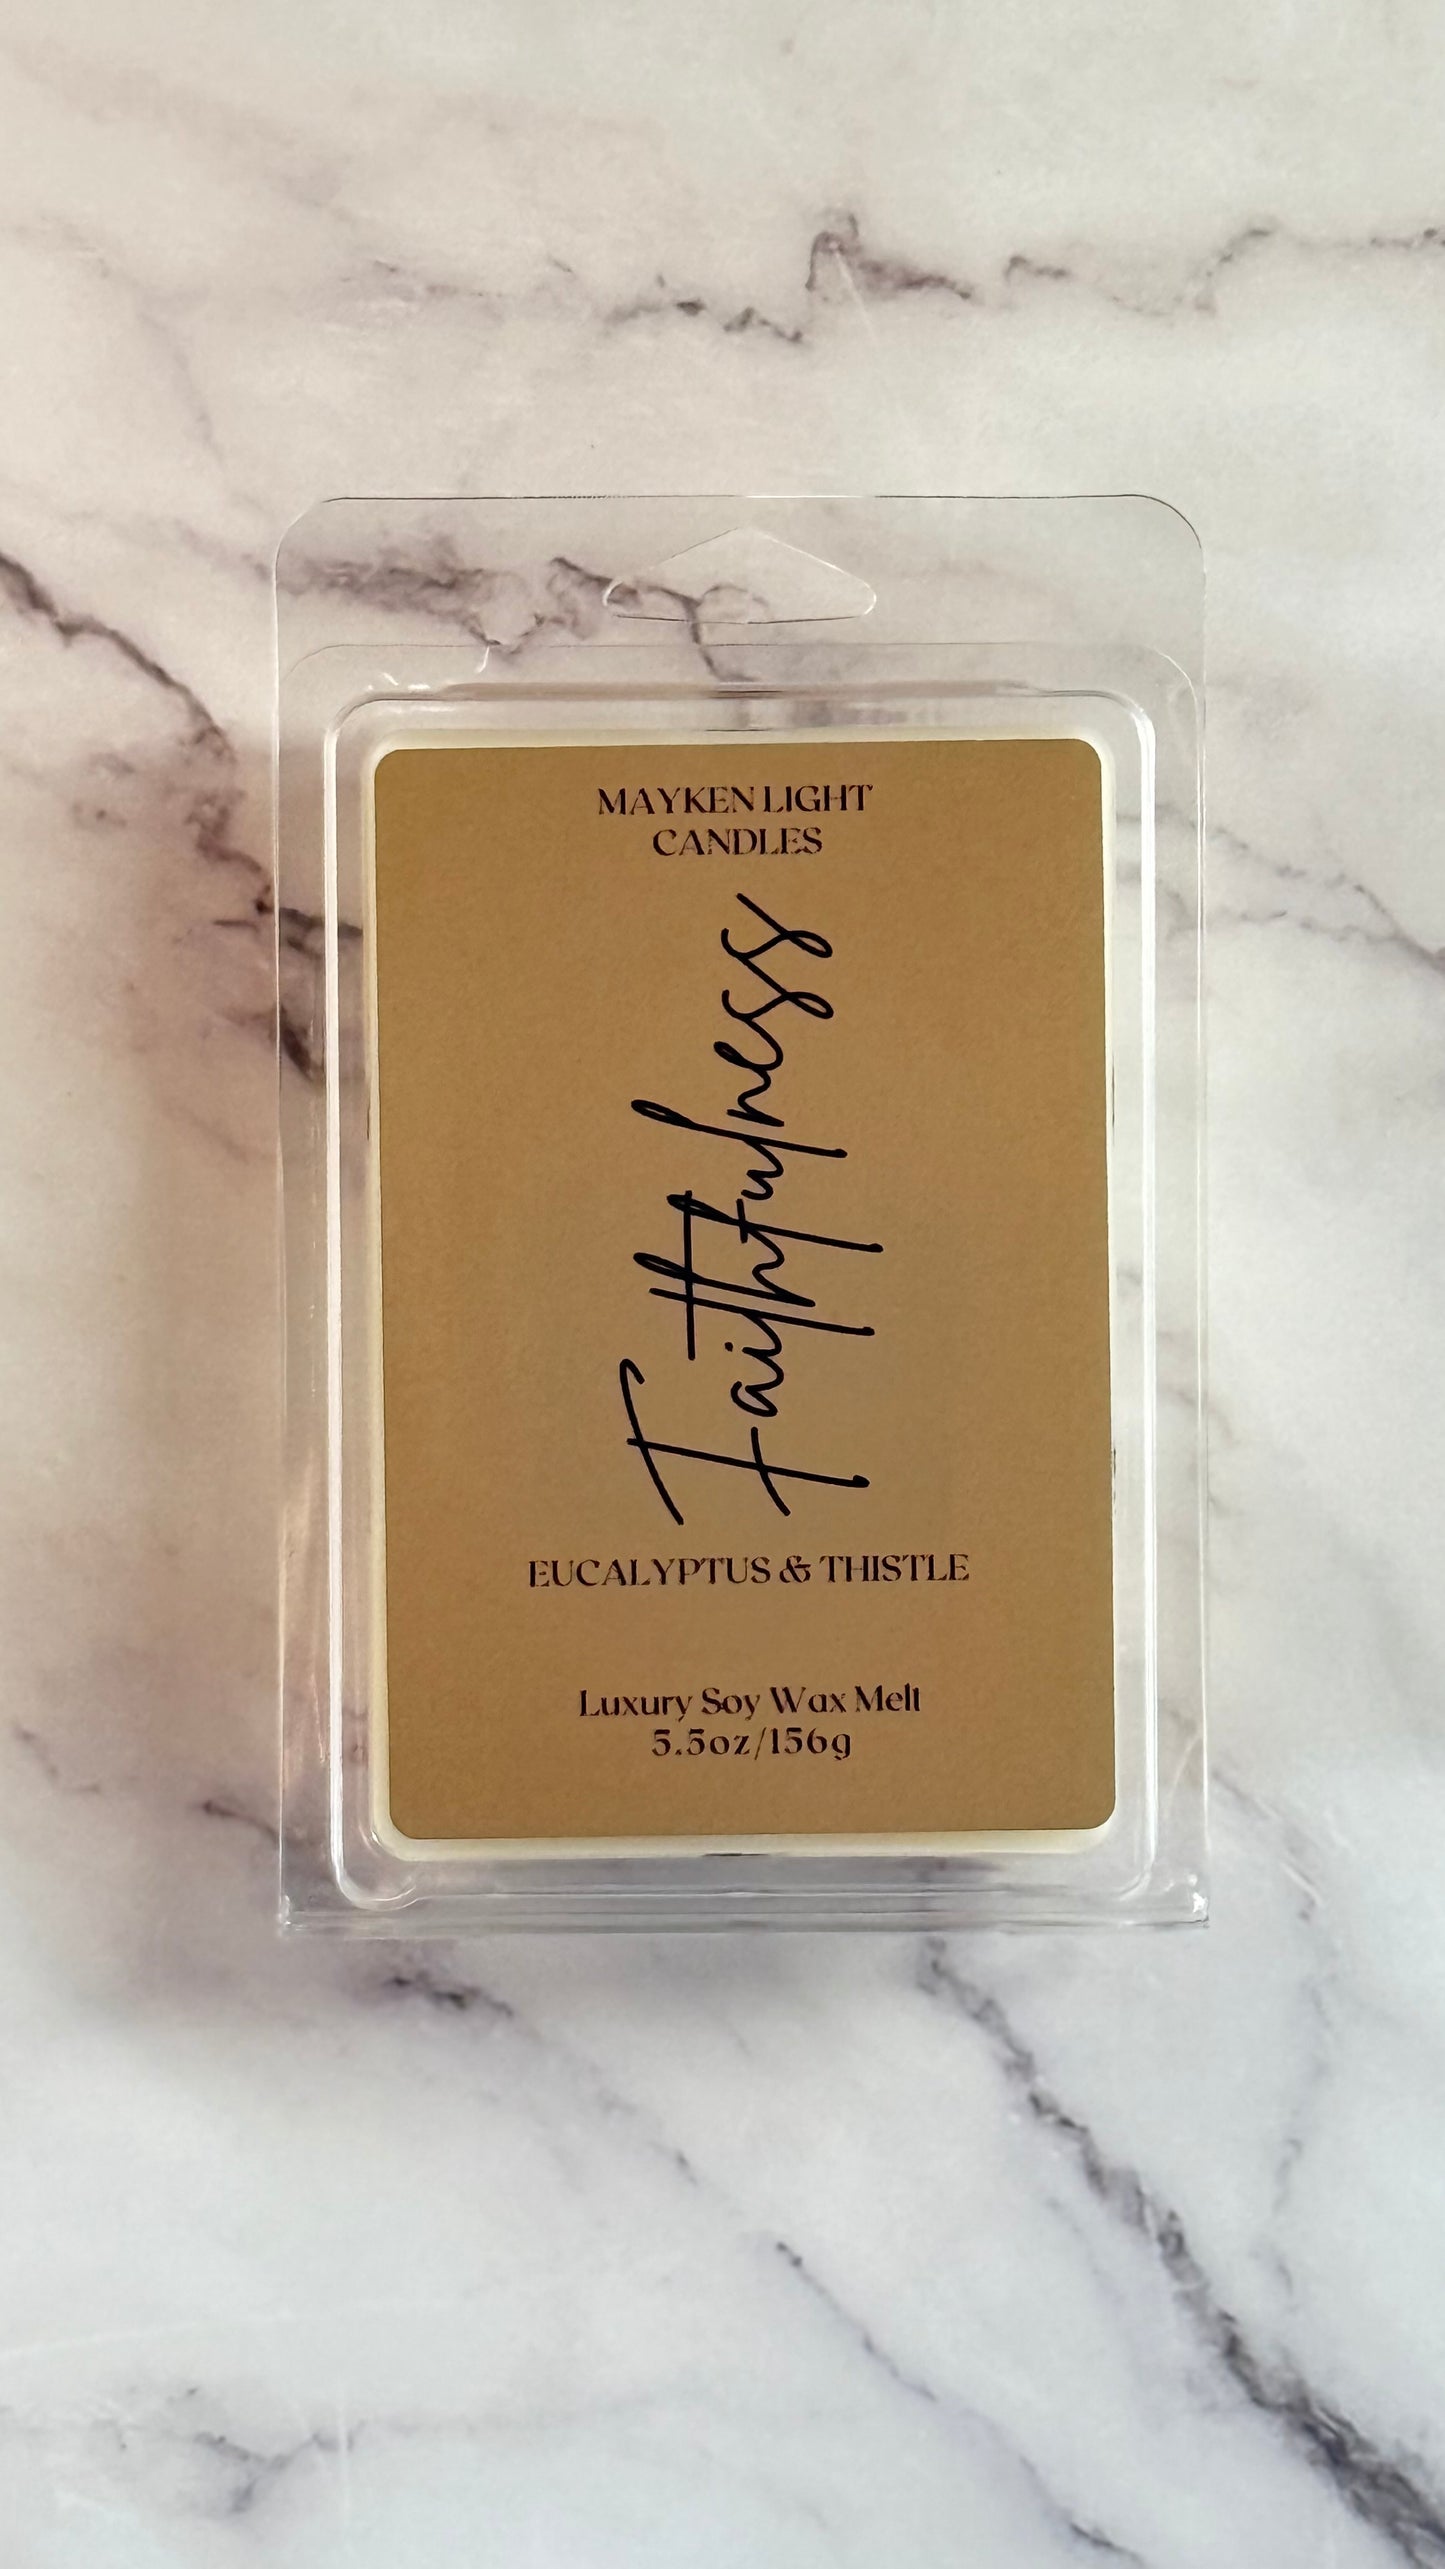 MAYKEN LIGHT
CANDLES
Faithfulness
EUCALYPTUS & THISTLE
Luxury Soy Wax Melt
5.5oz/156g